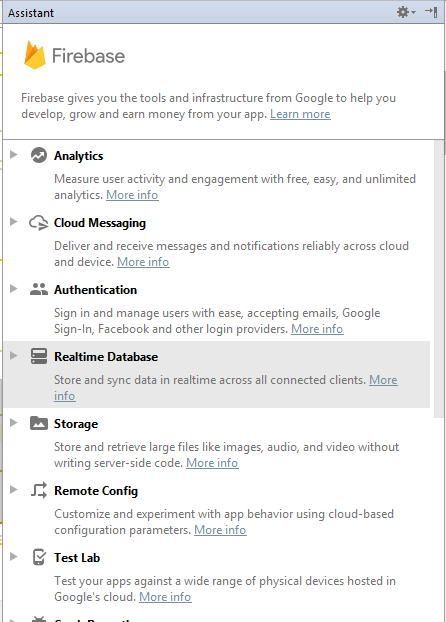 Assistant
Firebase
Firebase gives you the tools and infrastructure from Google to help you
develop, grow and earn money from your app. Learn more
Analytics
Measure user activity and engagement with free, easy, and unlimited
analytics. More info
Cloud Messaging
Deliver and receive messages and notifications reliably across cloud
and device. More info
Authentication
Sign in and manage users with ease, accepting emails, Google
Sign-In, Facebook and other login providers. More info
Realtime Database
Store and sync data in realtime across all connected clients. More
info
Storage
Store and retrieve large files like images, audio, and video without
writing server-side code. More info
Remote Config
Customize and experiment with app behavior using cloud-based
configuration parameters. More info
Test Lab
Test your apps against a wide range of physical devices hosted in
Google's cloud. More info